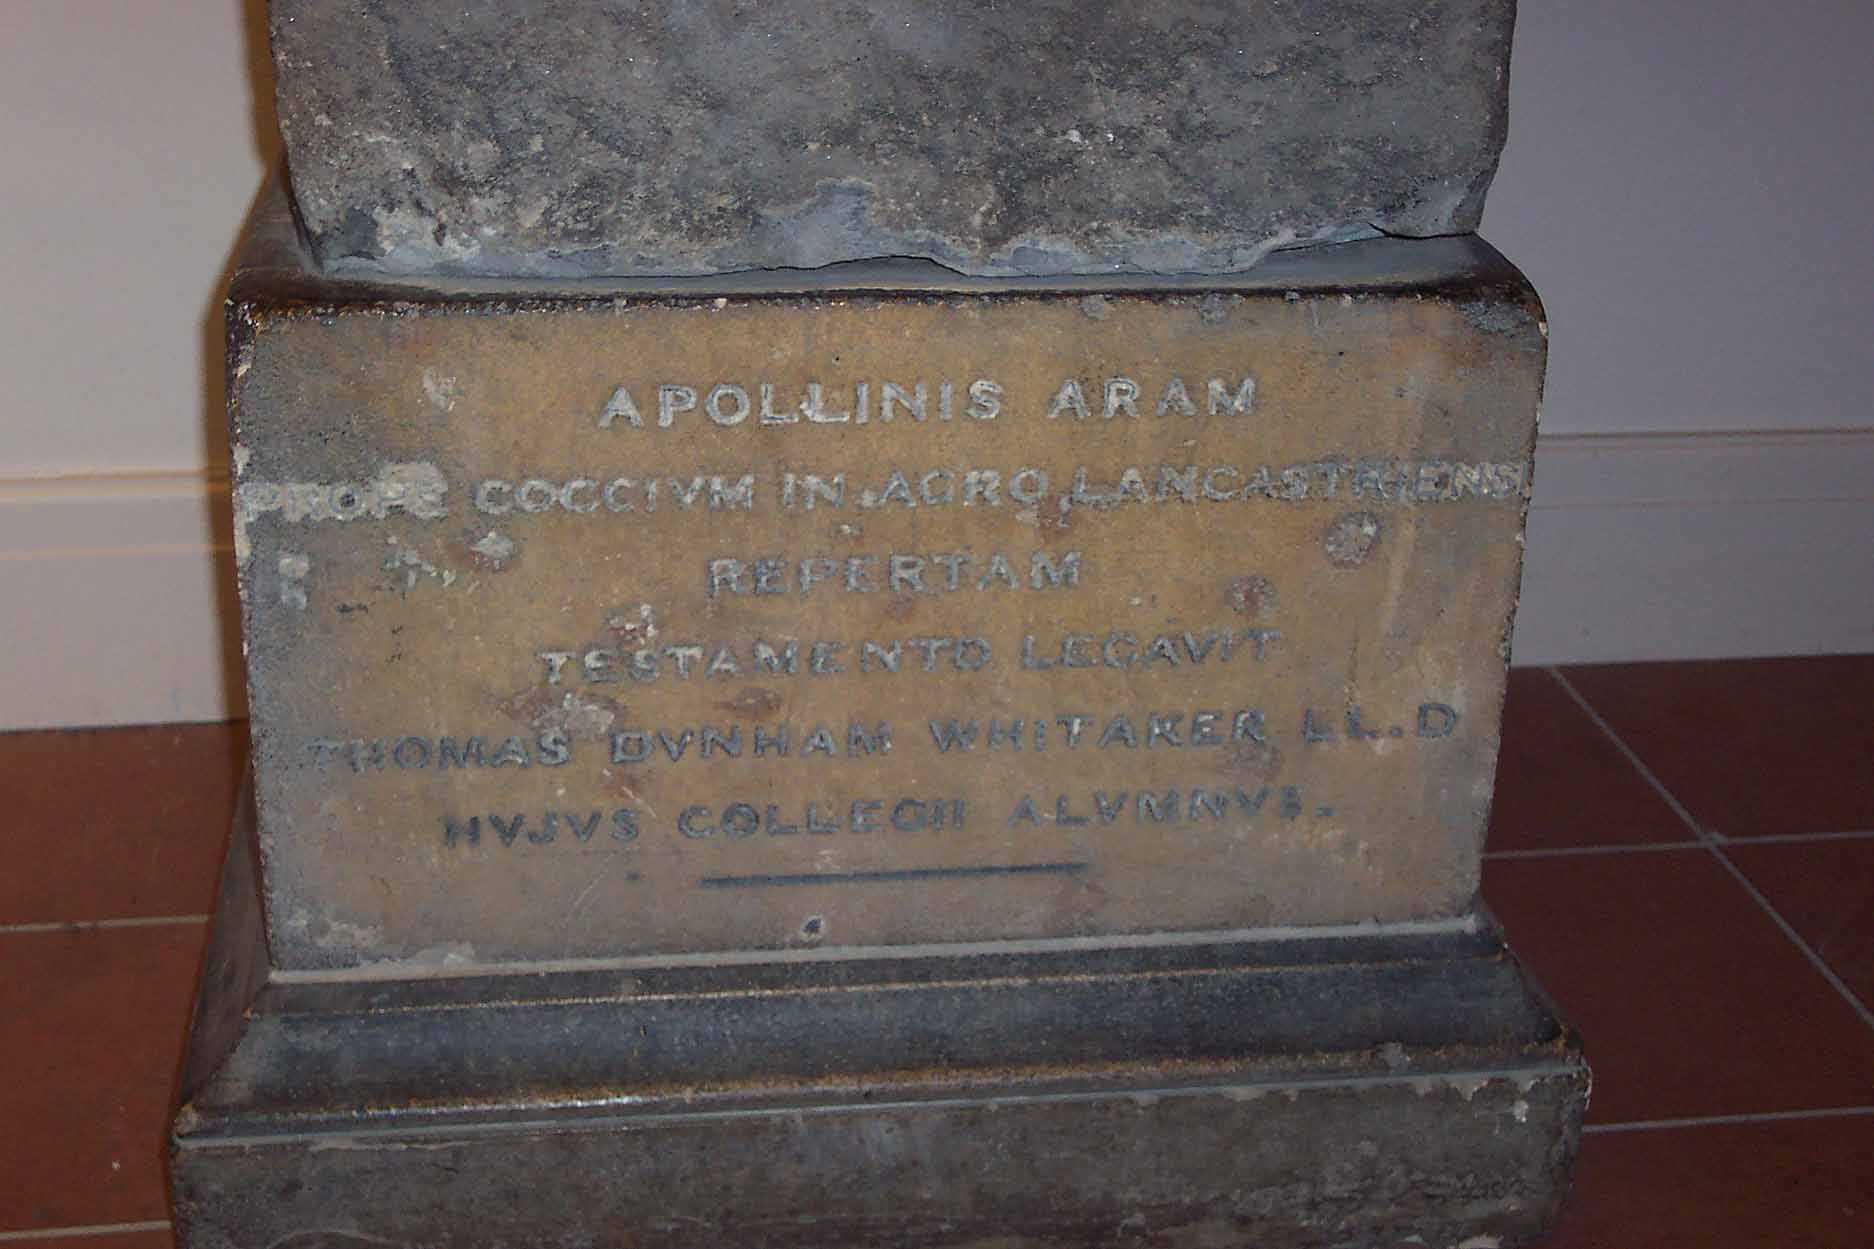 APOLLINIS ARAM
PROPE COCCIVM IN AGRO LANCASTRIENSI
REPERTAM
TESTAMENTO LEGAVIT
THOMAS DVNHAM WHITAKER LL.D
HVJVS COLLEGII ALVMNVS.